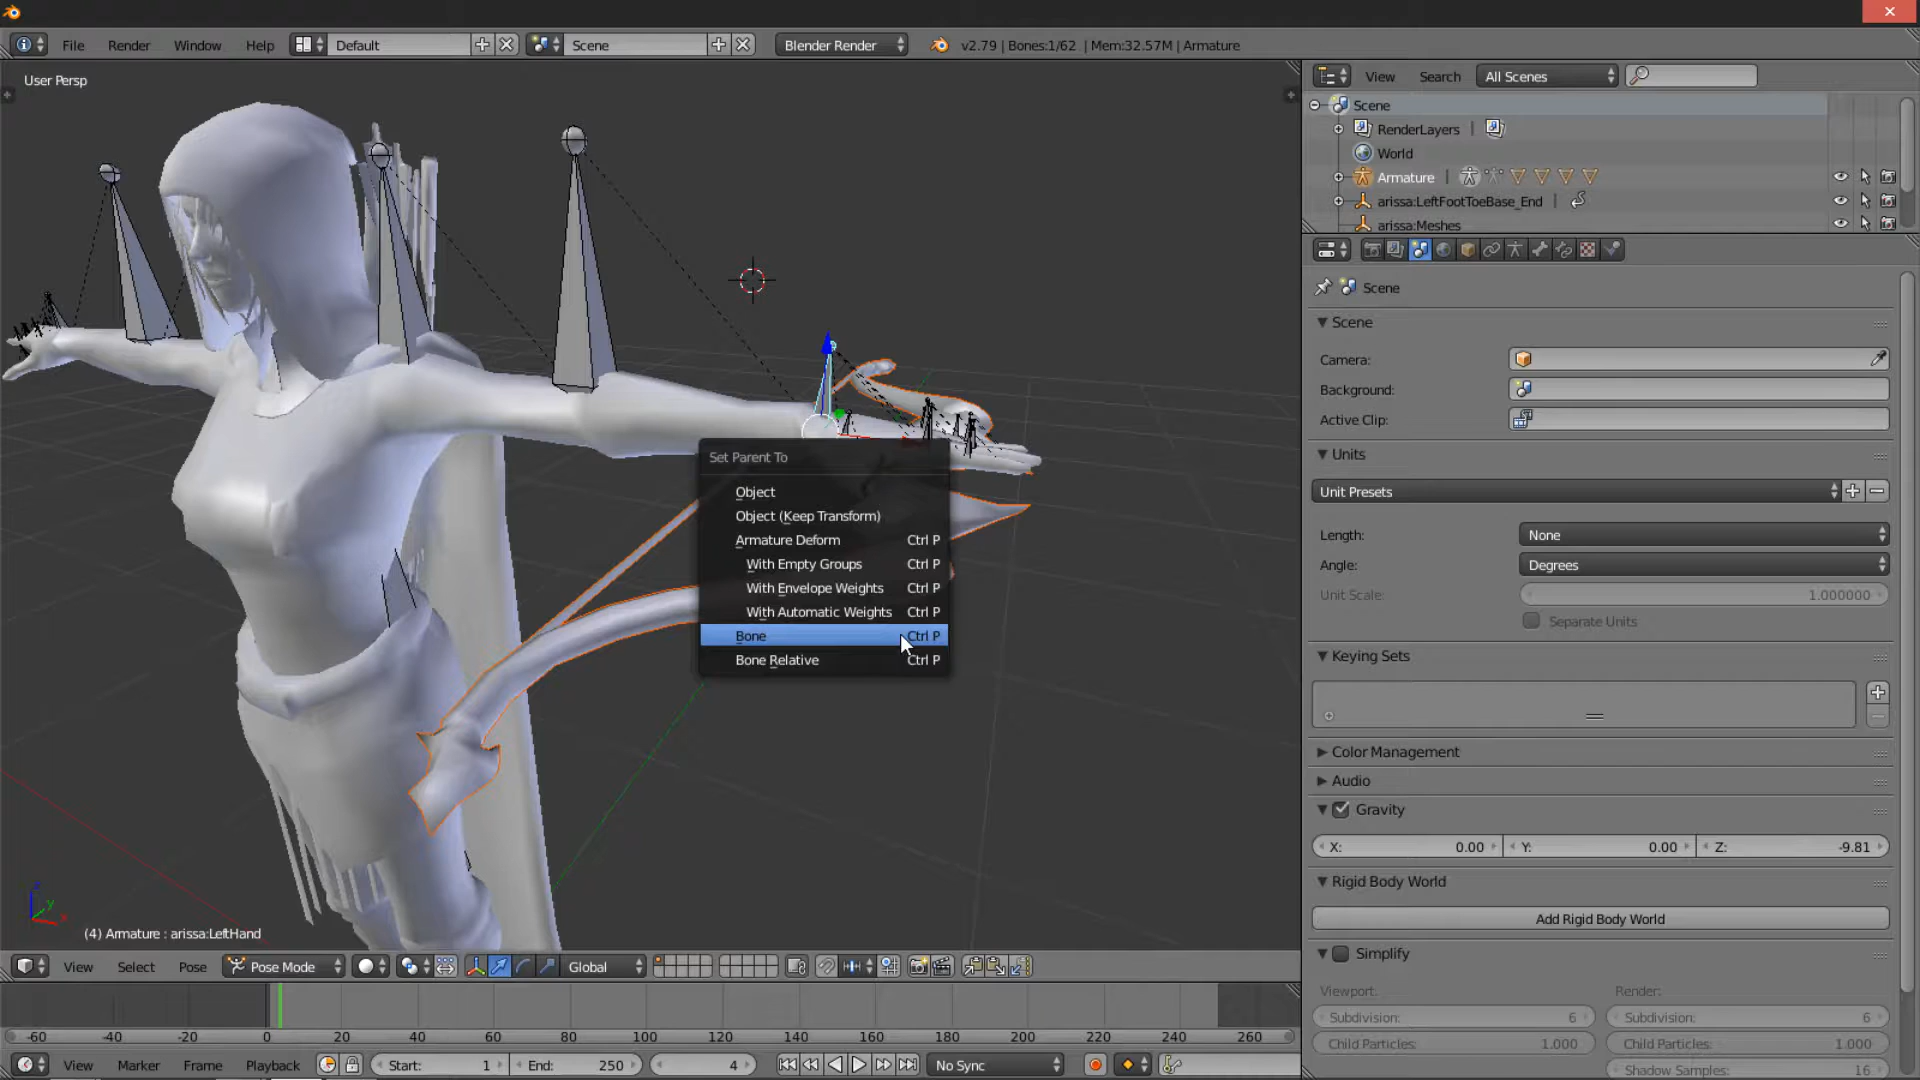 File Render Window Help Default Scene Blender Render v2.79 | Bones:1/62 | Mem:32.57M | Armature
User Persp
View Search All Scenes
Scene
RenderLayers
World
Armature
arissa:LeftFootToeBase_End
arissa:Meshes
Scene
Scene
Camera:
Background:
Active Clip:
Units
Unit Presets
Length: None
Angle: Degrees
Unit Scale: 1.000000
Separate Units
Keying Sets
Color Management
Audio
Gravity
X: 0.00 Y: 0.00 Z: -9.81
Rigid Body World
Add Rigid Body World
Simplify
Viewport: Render:
Subdivision: 6 Subdivision: 6
Child Particles: 1.000 Child Particles: 1.000
Shadow Samples: 16
Set Parent To
Object
Object (Keep Transform)
Armature Deform Ctrl P
With Empty Groups Ctrl P
With Envelope Weights Ctrl P
With Automatic Weights Ctrl P
Bone Ctrl P
Bone Relative Ctrl P
z
y
x
(4) Armature : arissa:LeftHand
View Select Pose Pose Mode Global
-60 -40 -20 0 20 40 60 80 100 120 140 160 180 200 220 240 260
View Marker Frame Playback Start: 1 End: 250 4 No Sync